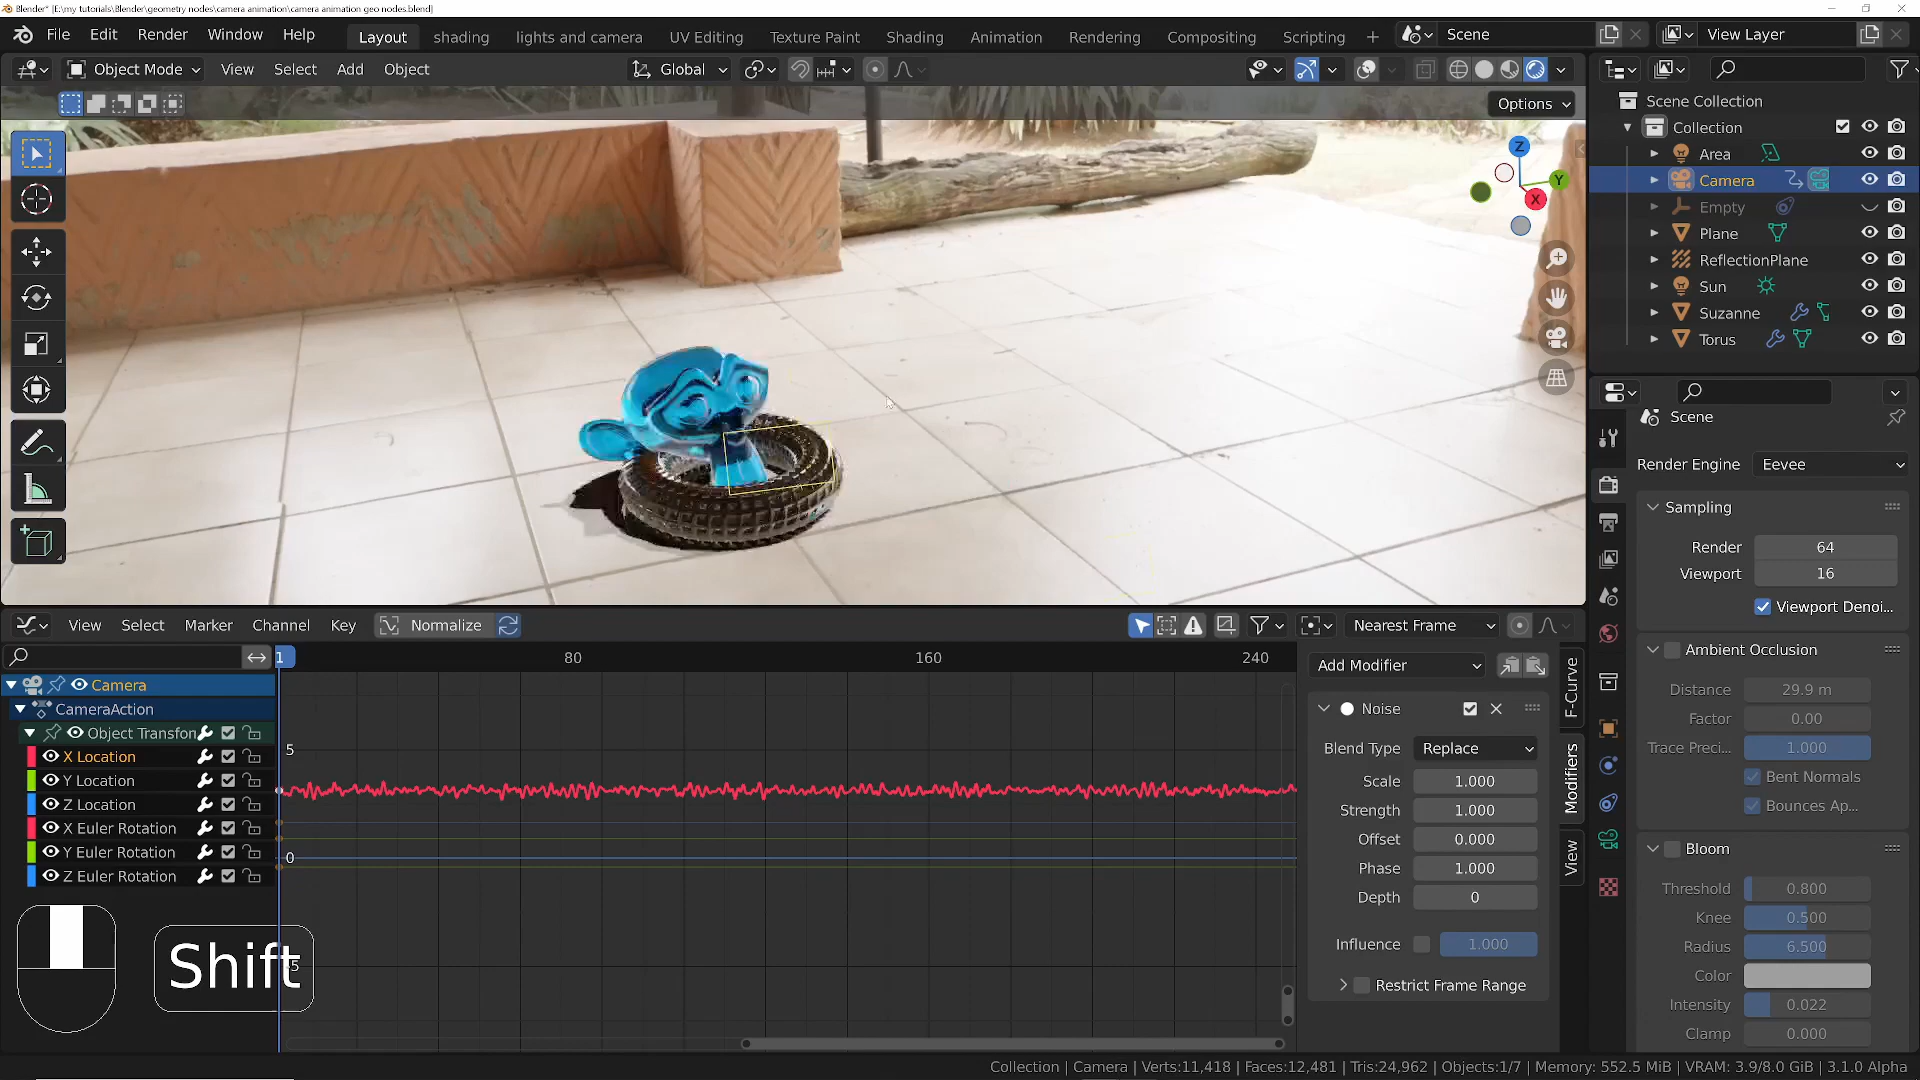 Blender* [E:\my tutorials\Blender\geometry nodes\camera animation\camera animation geo nodes.blend]
File Edit Render Window Help Layout shading lights and camera UV Editing Texture Paint Shading Animation Rendering Compositing Scripting Scene View Layer
Object Mode View Select Add Object Global
Options
Z
Y
X
Scene Collection
Collection
Area
Camera
Empty
Plane
ReflectionPlane
Sun
Suzanne
Torus
Scene
Render Engine Eevee
Sampling
Render 64
Viewport 16
Viewport Denoi...
Ambient Occlusion
Distance 29.9 m
Factor 0.00
Trace Preci... 1.000
Bent Normals
Bounces Ap...
Bloom
Threshold 0.800
Knee 0.500
Radius 6.500
Color
Intensity 0.022
Clamp 0.000
View Select Marker Channel Key Normalize Nearest Frame
1 80 160 240
Camera
CameraAction
Object Transfon
X Location
Y Location
Z Location
X Euler Rotation
Y Euler Rotation
Z Euler Rotation
5
0
Add Modifier
Noise
Blend Type Replace
Scale 1.000
Strength 1.000
Offset 0.000
Phase 1.000
Depth 0
Influence 1.000
Restrict Frame Range
F-Curve
Modifiers
View
Shift
Collection | Camera | Verts:11,418 | Faces:12,481 | Tris:24,962 | Objects:1/7 | Memory: 552.5 MiB | VRAM: 3.9/8.0 GiB | 3.1.0 Alpha